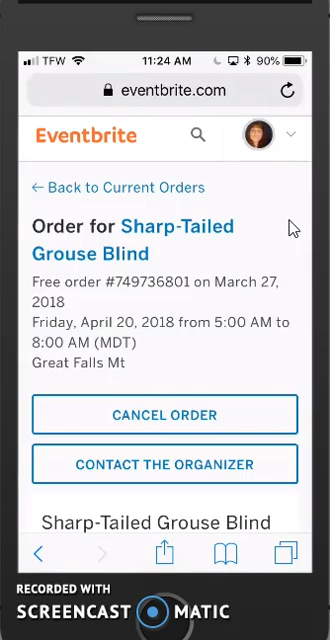 TFW 11:24 AM 90%
eventbrite.com
Eventbrite
← Back to Current Orders
Order for Sharp-Tailed
Grouse Blind
Free order #749736801 on March 27,
2018
Friday, April 20, 2018 from 5:00 AM to
8:00 AM (MDT)
Great Falls Mt
CANCEL ORDER
CONTACT THE ORGANIZER
Sharp-Tailed Grouse Blind
RECORDED WITH
SCREENCAST MATIC